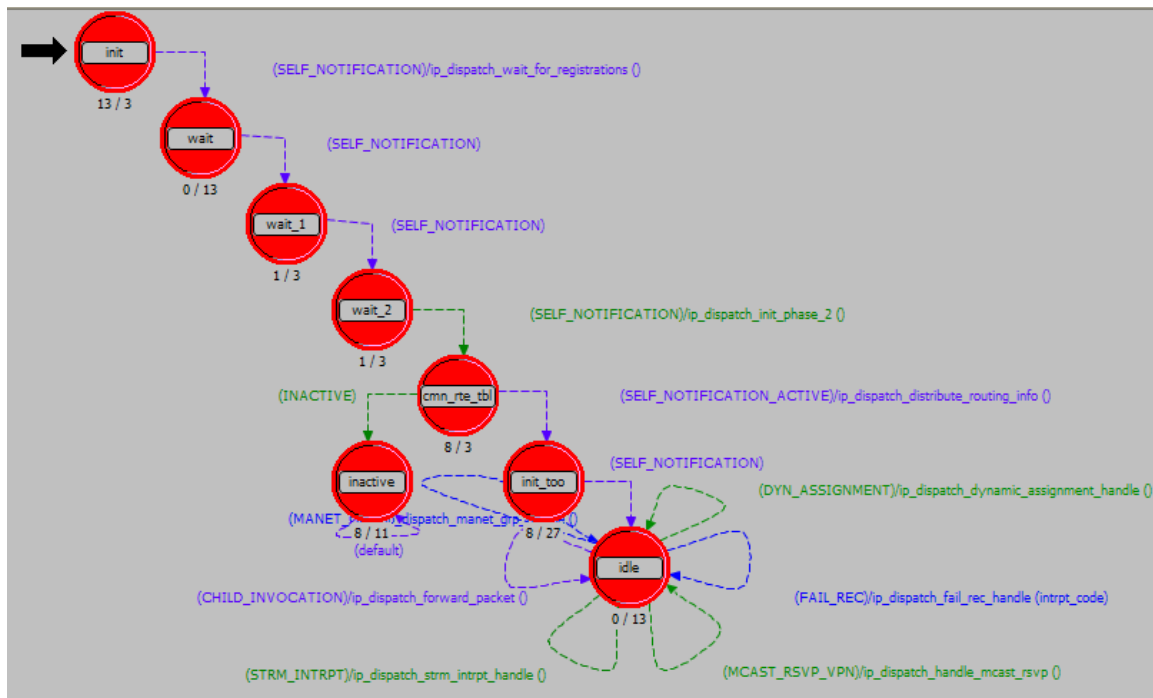 init
(SELF_NOTIFICATION)/ip_dispatch_wait_for_registrations ()
13 / 3
wait
(SELF_NOTIFICATION)
0 / 13
wait_1
(SELF_NOTIFICATION)
1 / 3
wait_2
(SELF_NOTIFICATION)/ip_dispatch_init_phase_2 ()
1 / 3
cmn_rte_tbl
(INACTIVE)
(SELF_NOTIFICATION_ACTIVE)/ip_dispatch_distribute_routing_info ()
8 / 3
(SELF_NOTIFICATION)
inactive
init_too
(DYN_ASSIGNMENT)/ip_dispatch_dynamic_assignment_handle ()
(MANET_ dispatch_manet_grp ()
8 / 11
8 / 27
(default)
idle
(CHILD_INVOCATION)/ip_dispatch_forward_packet ()
(FAIL_REC)/ip_dispatch_fail_rec_handle (intrpt_code)
0 / 13
(STRM_INTRPT)/ip_dispatch_strm_intrpt_handle ()
(MCAST_RSVP_VPN)/ip_dispatch_handle_mcast_rsvp ()